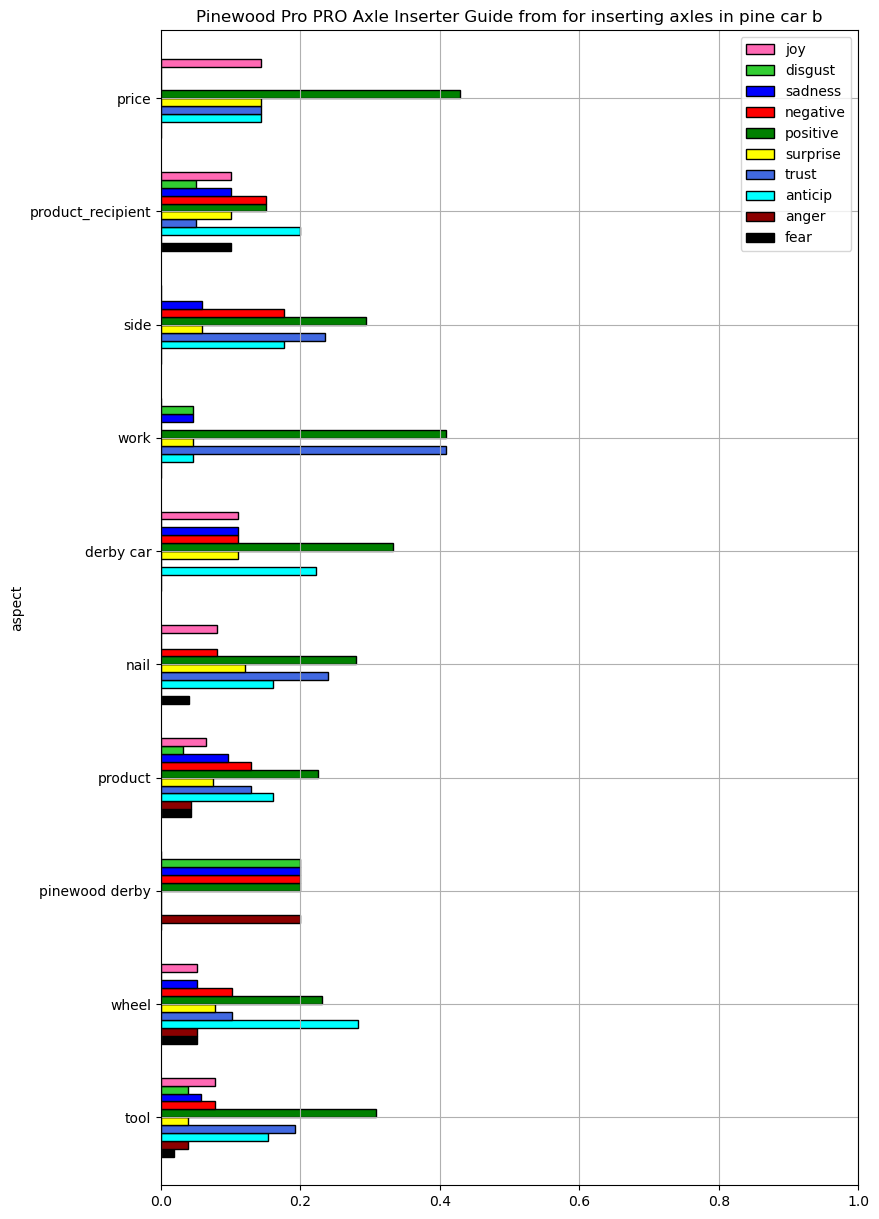 Pinewood Pro PRO Axle Inserter Guide from for inserting axles in pine car b
joy
disgust
sadness
negative
positive
surprise
trust
anticip
anger
fear
price
product_recipient
side
work
derby car
nail
product
pinewood derby
wheel
tool
aspect
0.0 0.2 0.4 0.6 0.8 1.0